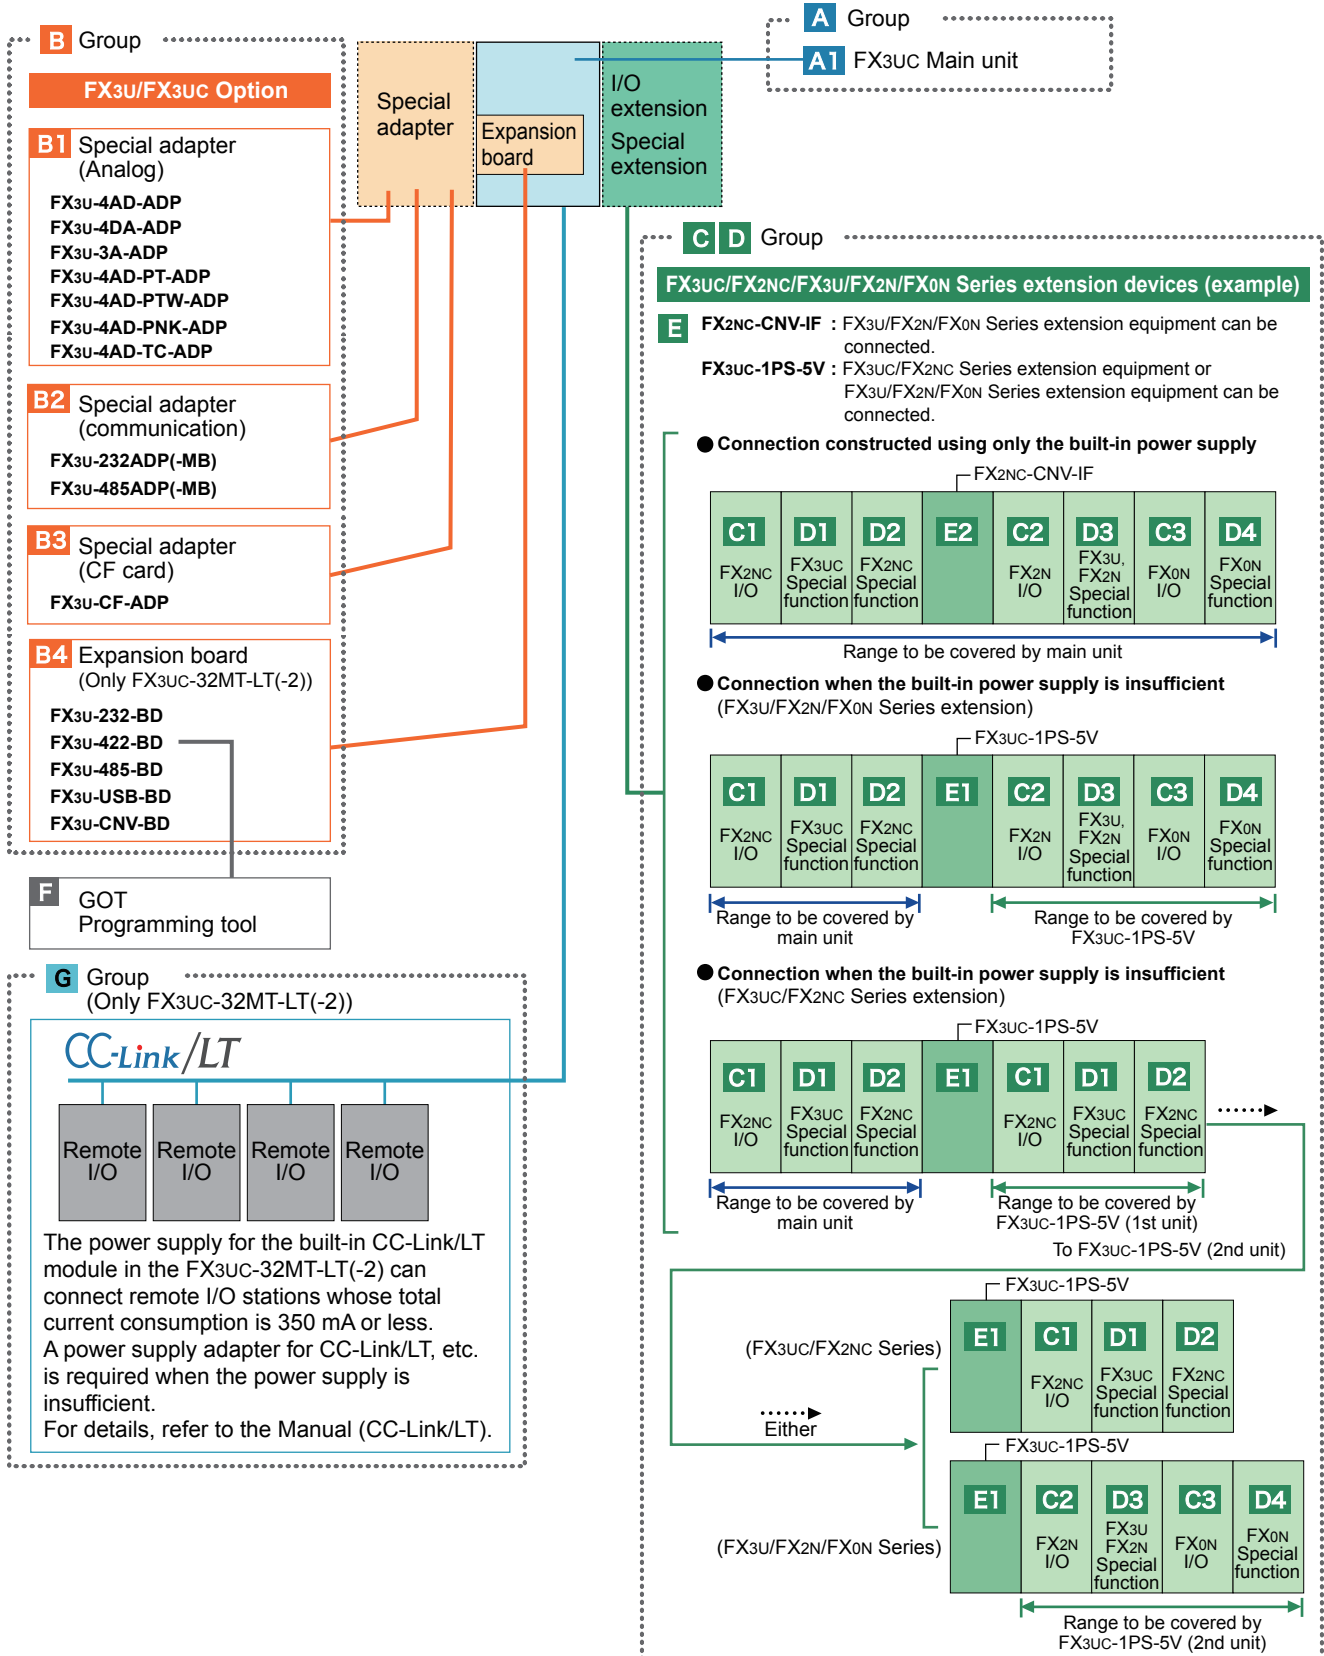 A Group
A1 FX3UC Main unit
B Group
FX3U/FX3UC Option
B1 Special adapter
(Analog)
FX3U-4AD-ADP
FX3U-4DA-ADP
FX3U-3A-ADP
FX3U-4AD-PT-ADP
FX3U-4AD-PTW-ADP
FX3U-4AD-PNK-ADP
FX3U-4AD-TC-ADP
B2 Special adapter
(communication)
FX3U-232ADP(-MB)
FX3U-485ADP(-MB)
B3 Special adapter
(CF card)
FX3U-CF-ADP
B4 Expansion board
(Only FX3UC-32MT-LT(-2))
FX3U-232-BD
FX3U-422-BD
FX3U-485-BD
FX3U-USB-BD
FX3U-CNV-BD
F GOT
Programming tool
Special
adapter
Expansion
board
I/O
extension
Special
extension
G Group
(Only FX3UC-32MT-LT(-2))
CC-Link/LT
Remote
I/O
Remote
I/O
Remote
I/O
Remote
I/O
The power supply for the built-in CC-Link/LT
module in the FX3UC-32MT-LT(-2) can
connect remote I/O stations whose total
current consumption is 350 mA or less.
A power supply adapter for CC-Link/LT, etc.
is required when the power supply is
insufficient.
For details, refer to the Manual (CC-Link/LT).
C D Group
FX3UC/FX2NC/FX3U/FX2N/FX0N Series extension devices (example)
E FX2NC-CNV-IF : FX3U/FX2N/FX0N Series extension equipment can be
connected.
FX3UC-1PS-5V : FX3UC/FX2NC Series extension equipment or
FX3U/FX2N/FX0N Series extension equipment can be
connected.
● Connection constructed using only the built-in power supply
FX2NC-CNV-IF
C1
FX2NC
I/O
D1
FX3UC
Special
function
D2
FX2NC
Special
function
E2
C2
FX2N
I/O
D3
FX3U,
FX2N
Special
function
C3
FX0N
I/O
D4
FX0N
Special
function
Range to be covered by main unit
● Connection when the built-in power supply is insufficient
(FX3U/FX2N/FX0N Series extension)
FX3UC-1PS-5V
C1
FX2NC
I/O
D1
FX3UC
Special
function
D2
FX2NC
Special
function
E1
C2
FX2N
I/O
D3
FX3U,
FX2N
Special
function
C3
FX0N
I/O
D4
FX0N
Special
function
Range to be covered by
main unit
Range to be covered by
FX3UC-1PS-5V
● Connection when the built-in power supply is insufficient
(FX3UC/FX2NC Series extension)
FX3UC-1PS-5V
C1
FX2NC
I/O
D1
FX3UC
Special
function
D2
FX2NC
Special
function
E1
C1
FX2NC
I/O
D1
FX3UC
Special
function
D2
FX2NC
Special
function
Range to be covered by
main unit
Range to be covered by
FX3UC-1PS-5V (1st unit)
To FX3UC-1PS-5V (2nd unit)
FX3UC-1PS-5V
(FX3UC/FX2NC Series)
E1
C1
FX2NC
I/O
D1
FX3UC
Special
function
D2
FX2NC
Special
function
Either
FX3UC-1PS-5V
(FX3U/FX2N/FX0N Series)
E1
C2
FX2N
I/O
D3
FX3U
FX2N
Special
function
C3
FX0N
I/O
D4
FX0N
Special
function
Range to be covered by
FX3UC-1PS-5V (2nd unit)